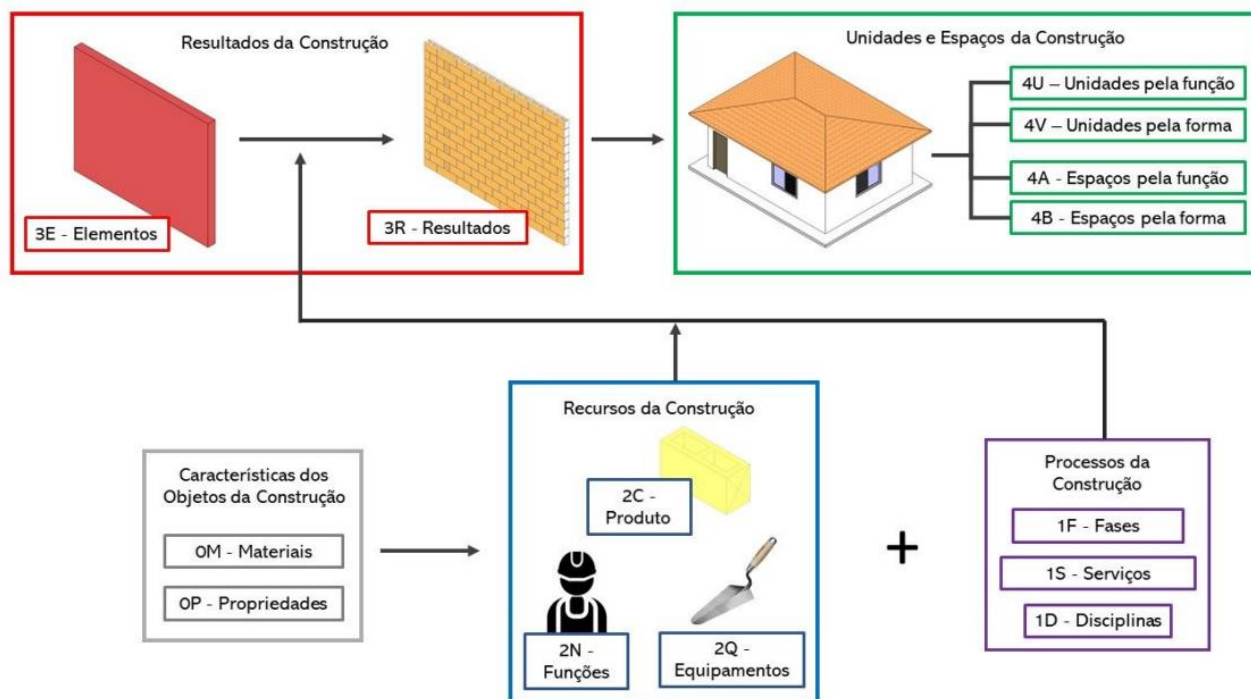 Resultados da Construção
3E - Elementos
3R - Resultados
Unidades e Espaços da Construção
4U – Unidades pela função
4V – Unidades pela forma
4A - Espaços pela função
4B - Espaços pela forma
Características dos
Objetos da Construção
0M - Materiais
0P - Propriedades
Recursos da Construção
2C -
Produto
2N -
Funções
2Q -
Equipamentos
+
Processos da
Construção
1F - Fases
1S - Serviços
1D - Disciplinas